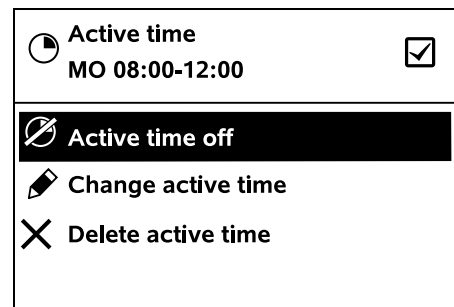 Active time
MO 08:00-12:00
Active time off
Change active time
Delete active time